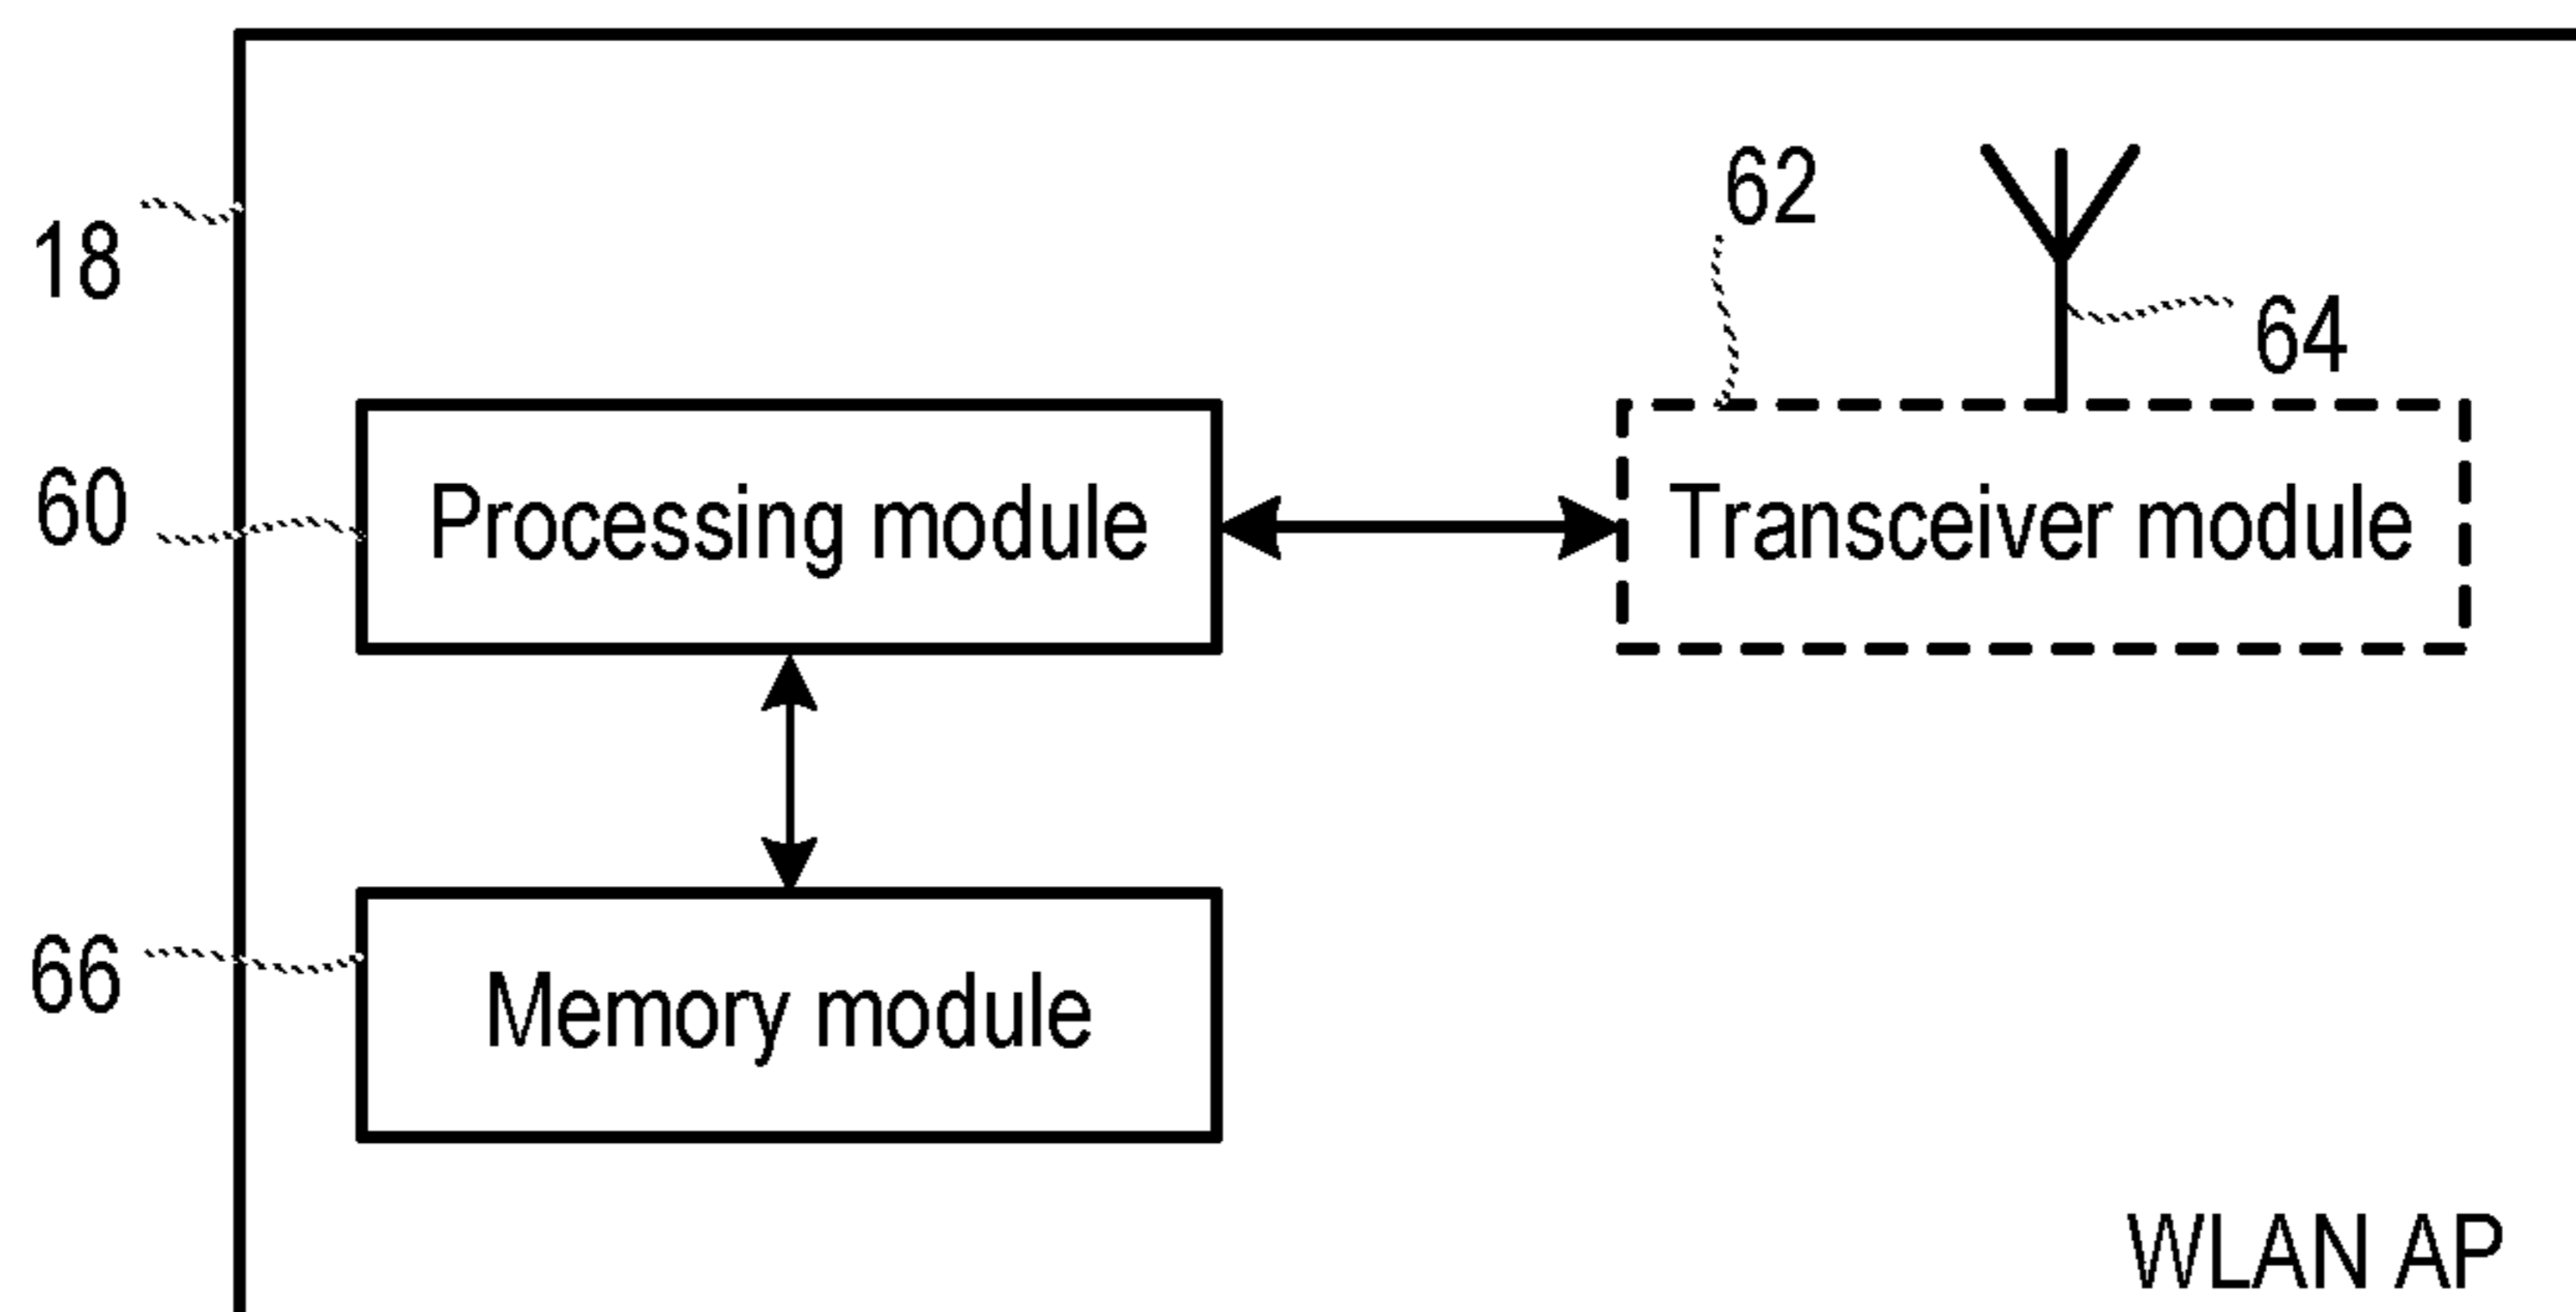 62
18
64
60
Processing module
Transceiver module
66
Memory module
WLAN AP